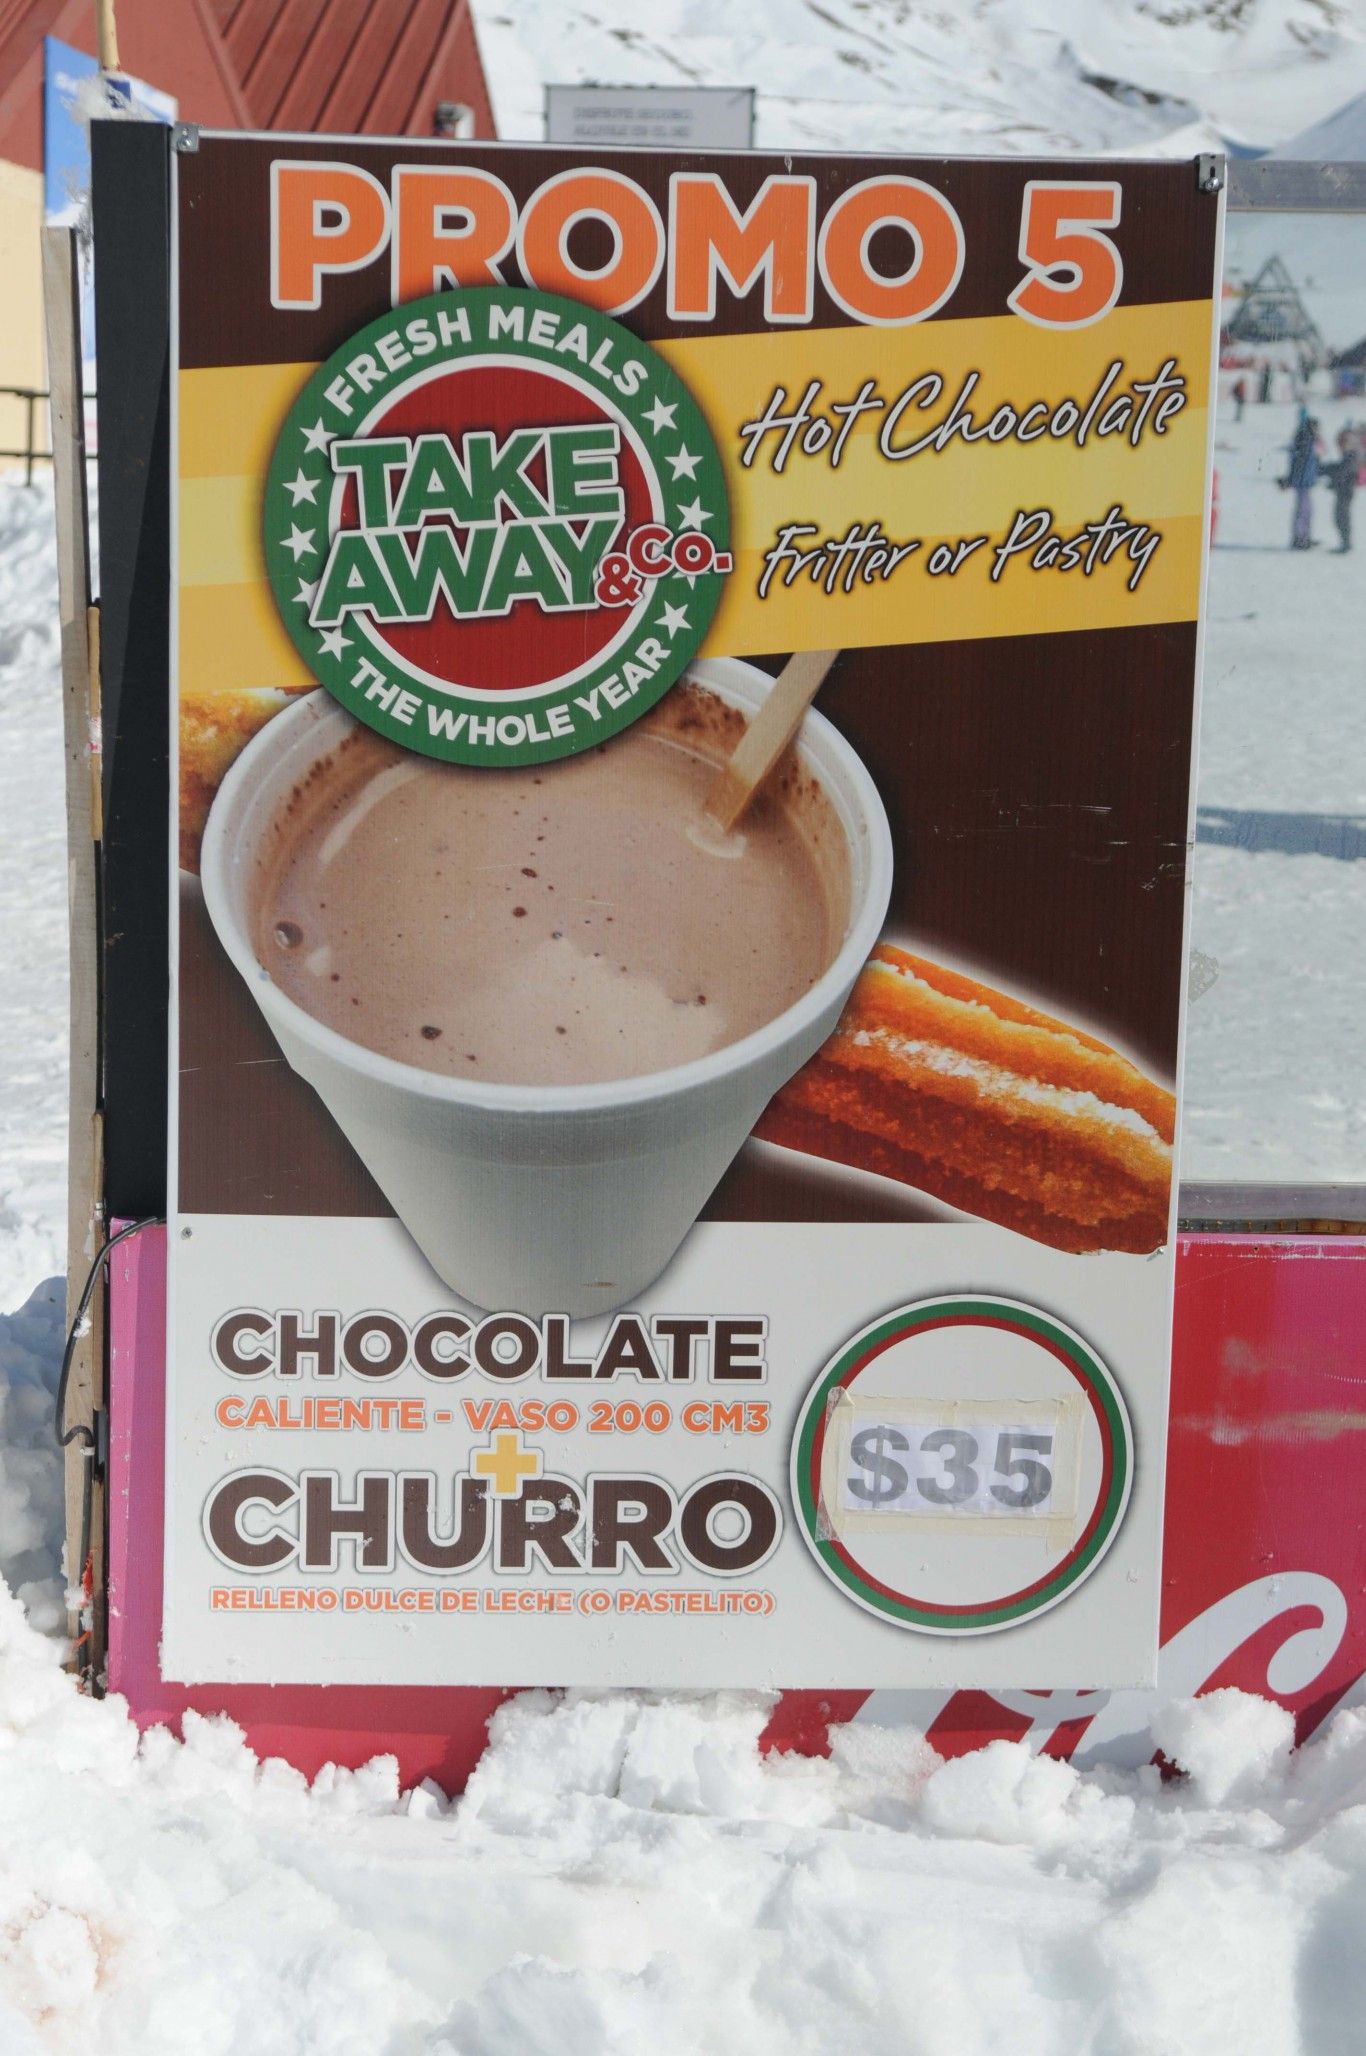 PROMO 5
FRESH MEALS
TAKE
AWAY &Co.
THE WHOLE YEAR
Hot Chocolate
Fritter or Pastry
CHOCOLATE
CALIENTE - VASO 200 CM3
+
CHURRO
RELLENO DULCE DE LECHE (O PASTELITO)
$35